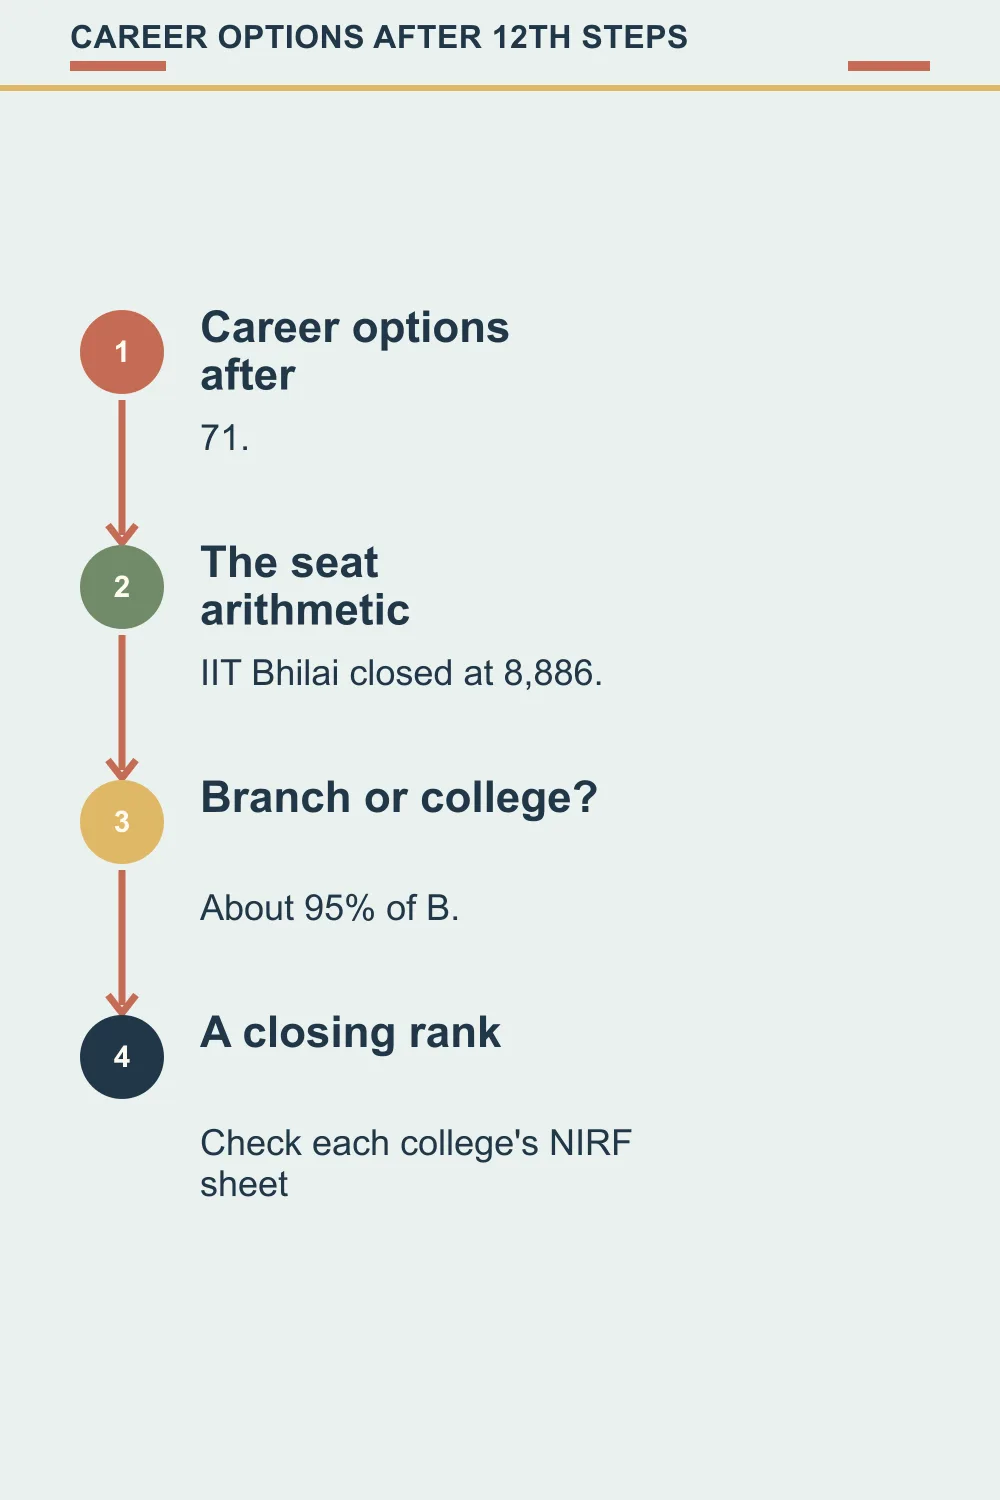 CAREER OPTIONS AFTER 12TH STEPS
1
Career options
after
71.
2
The seat
arithmetic
IIT Bhilai closed at 8,886.
3
Branch or college?
About 95% of B.
4
A closing rank
Check each college's NIRF
sheet